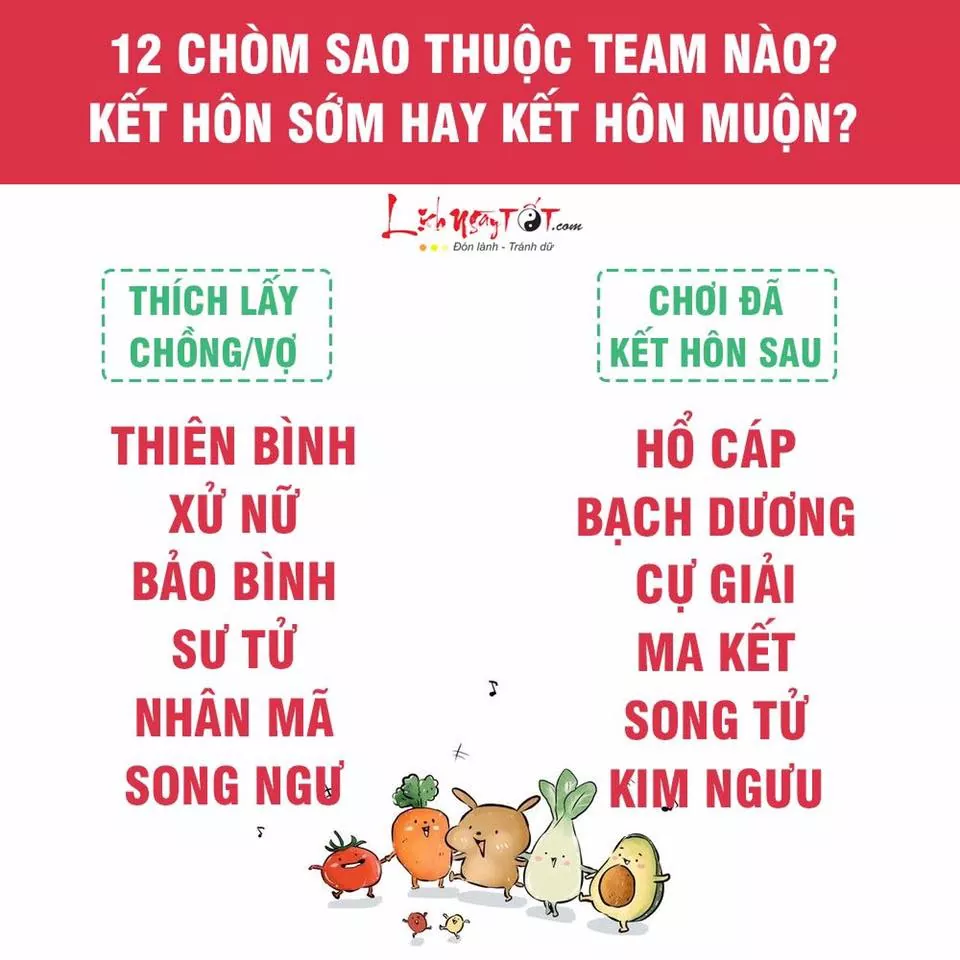 12 CHÒM SAO THUỘC TEAM NÀO?
KẾT HÔN SỚM HAY KẾT HÔN MUỘN?
LịchNgàyTỐT.com
Đón lành - Tránh dữ
THÍCH LẤY
CHỒNG/VỢ
THIÊN BÌNH
XỬ NỮ
BẢO BÌNH
SƯ TỬ
NHÂN MÃ
SONG NGƯ
CHƠI ĐÃ
KẾT HÔN SAU
HỔ CÁP
BẠCH DƯƠNG
CỰ GIẢI
MA KẾT
SONG TỬ
KIM NGƯU